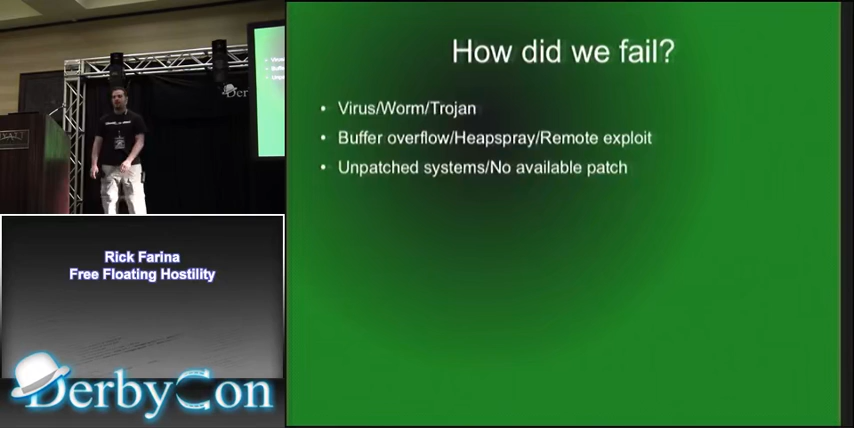 How did we fail?
• Virus/Worm/Trojan
• Buffer overflow/Heapspray/Remote exploit
• Unpatched systems/No available patch
Rick Farina
Free Floating Hostility
DerbyCon